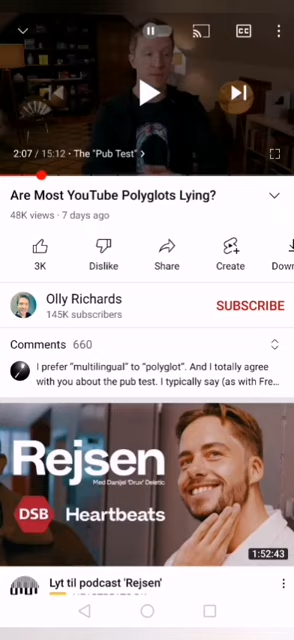 CC
2:07 / 15:12 • The "Pub Test" >
Are Most YouTube Polyglots Lying?
48K views · 7 days ago
3K
Dislike
Share
Create
Down
Olly Richards
145K subscribers
SUBSCRIBE
Comments 660
I prefer "multilingual" to "polyglot". And I totally agree
with you about the pub test. I typically say (as with Fre...
Rejsen
Med Danijel 'Drux' Deletic
DSB Heartbeats
1:52:43
Lyt til podcast 'Rejsen'